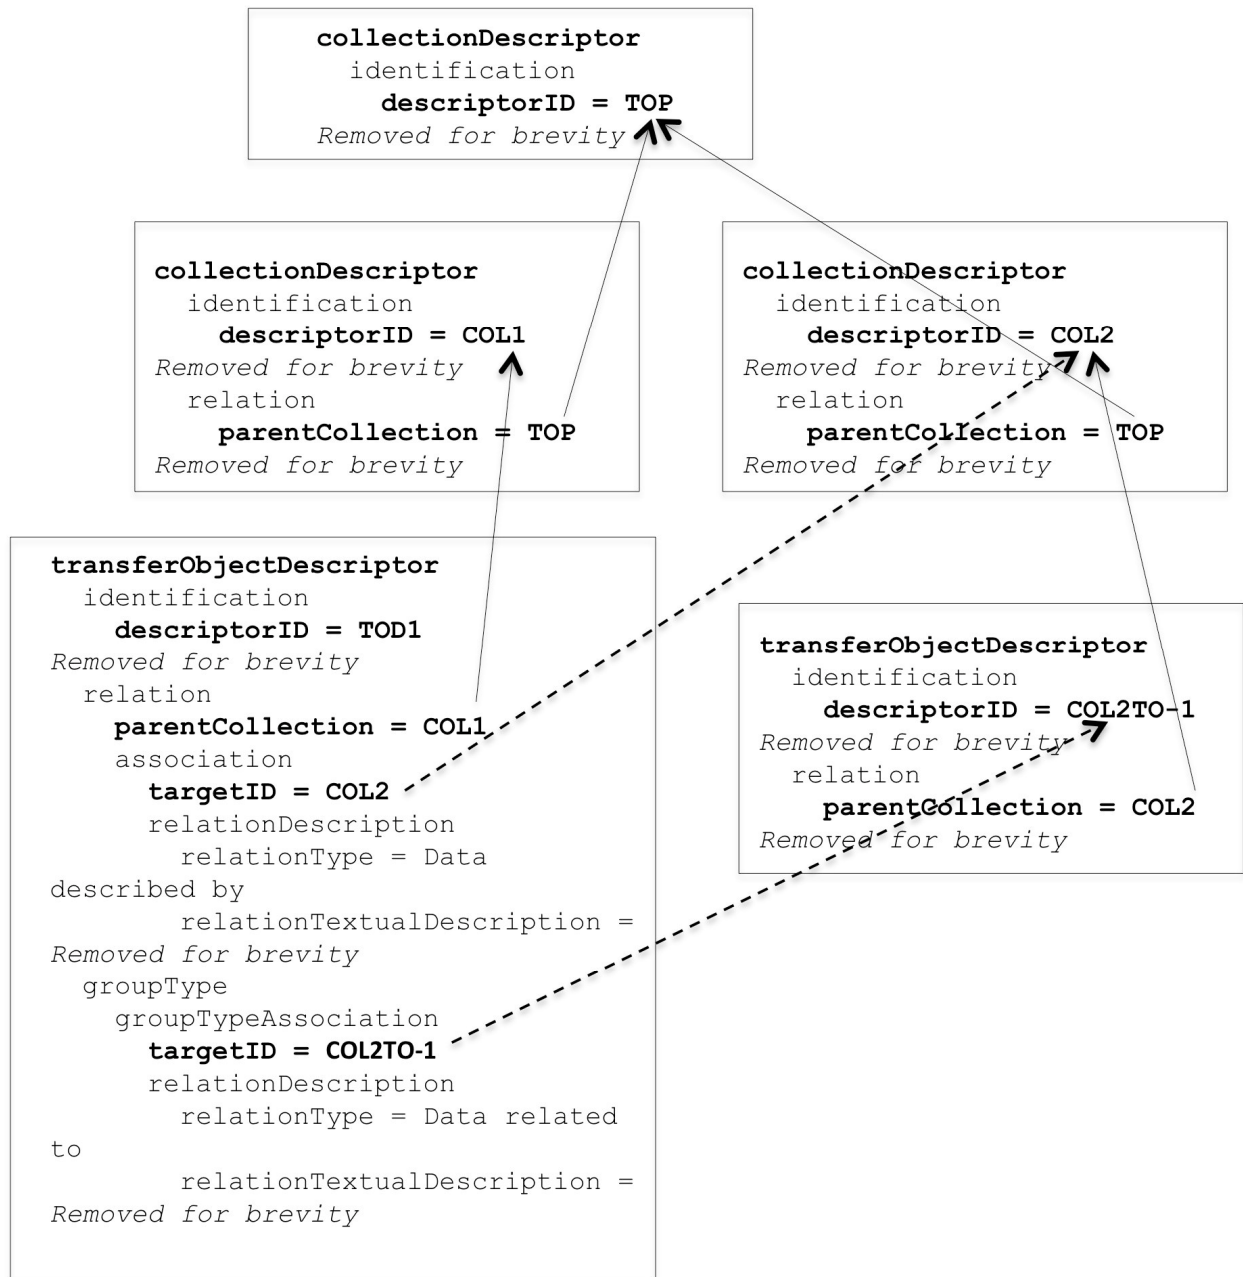 collectionDescriptor
identification
descriptorID = TOP
Removed for brevity
collectionDescriptor
identification
descriptorID = COL1
Removed for brevity
relation
parentCollection = TOP
Removed for brevity
collectionDescriptor
identification
descriptorID = COL2
Removed for brevity
relation
parentCollection = TOP
Removed for brevity
transferObjectDescriptor
identification
descriptorID = TOD1
Removed for brevity
relation
parentCollection = COL1
association
targetID = COL2
relationDescription
relationType = Data
described by
relationTextualDescription =
Removed for brevity
groupType
groupTypeAssociation
targetID = COL2TO-1
relationDescription
relationType = Data related
to
relationTextualDescription =
Removed for brevity
transferObjectDescriptor
identification
descriptorID = COL2TO-1
Removed for brevity
relation
parentCollection = COL2
Removed for brevity